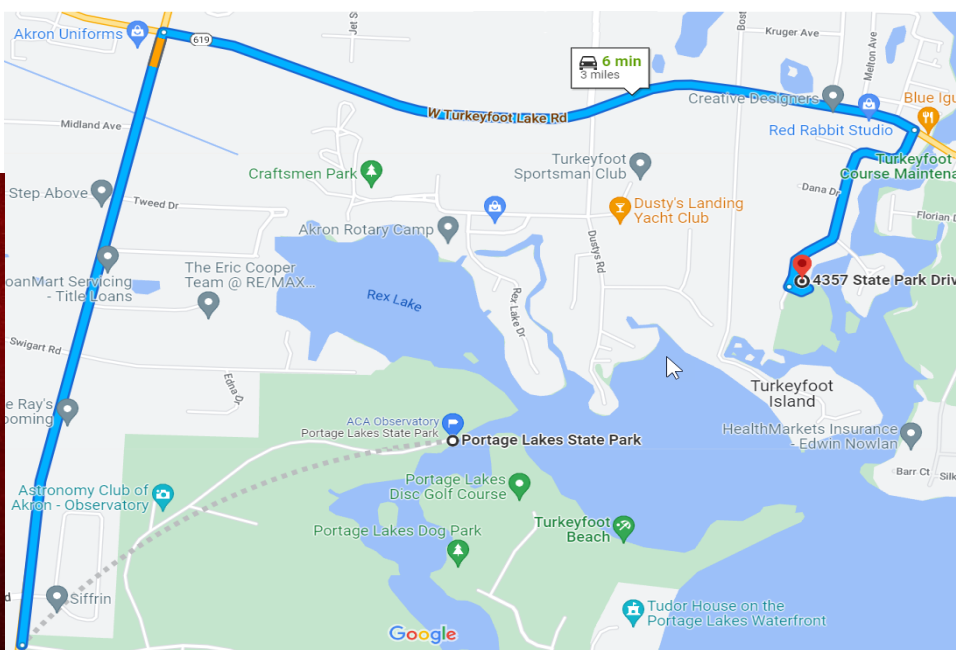 Akron Uniforms
619
Jet S
6 min
3 miles
Bost
Kruger Ave
Melton Ave
Creative Designers
Blue Igu
Red Rabbit Studio
W Turkeyfoot Lake Rd
Midland Ave
Craftsmen Park
Turkeyfoot
Sportsman Club
Turkeyfoot
Course Maintena
Step Above
Tweed Dr
Dana Dr
Dusty's Landing
Yacht Club
Florian D
Akron Rotary Camp
Dustys Rd
oanMart Servicing
- Title Loans
The Eric Cooper
Team @ RE/MAX...
Rex Lake
Rex Lake Dr
4357 State Park Driv
Swigart Rd
Edna Dr
Turkeyfoot
Island
e Ray's
ooming
ACA Observatory
Portage Lakes State Park
Portage Lakes State Park
HealthMarkets Insurance
- Edwin Nowlan
Barr Ct
Silk
Astronomy Club of
Akron - Observatory
Portage Lakes
Disc Golf Course
Portage Lakes Dog Park
Turkeyfoot
Beach
d
Siffrin
Tudor House on the
Portage Lakes Waterfront
Google